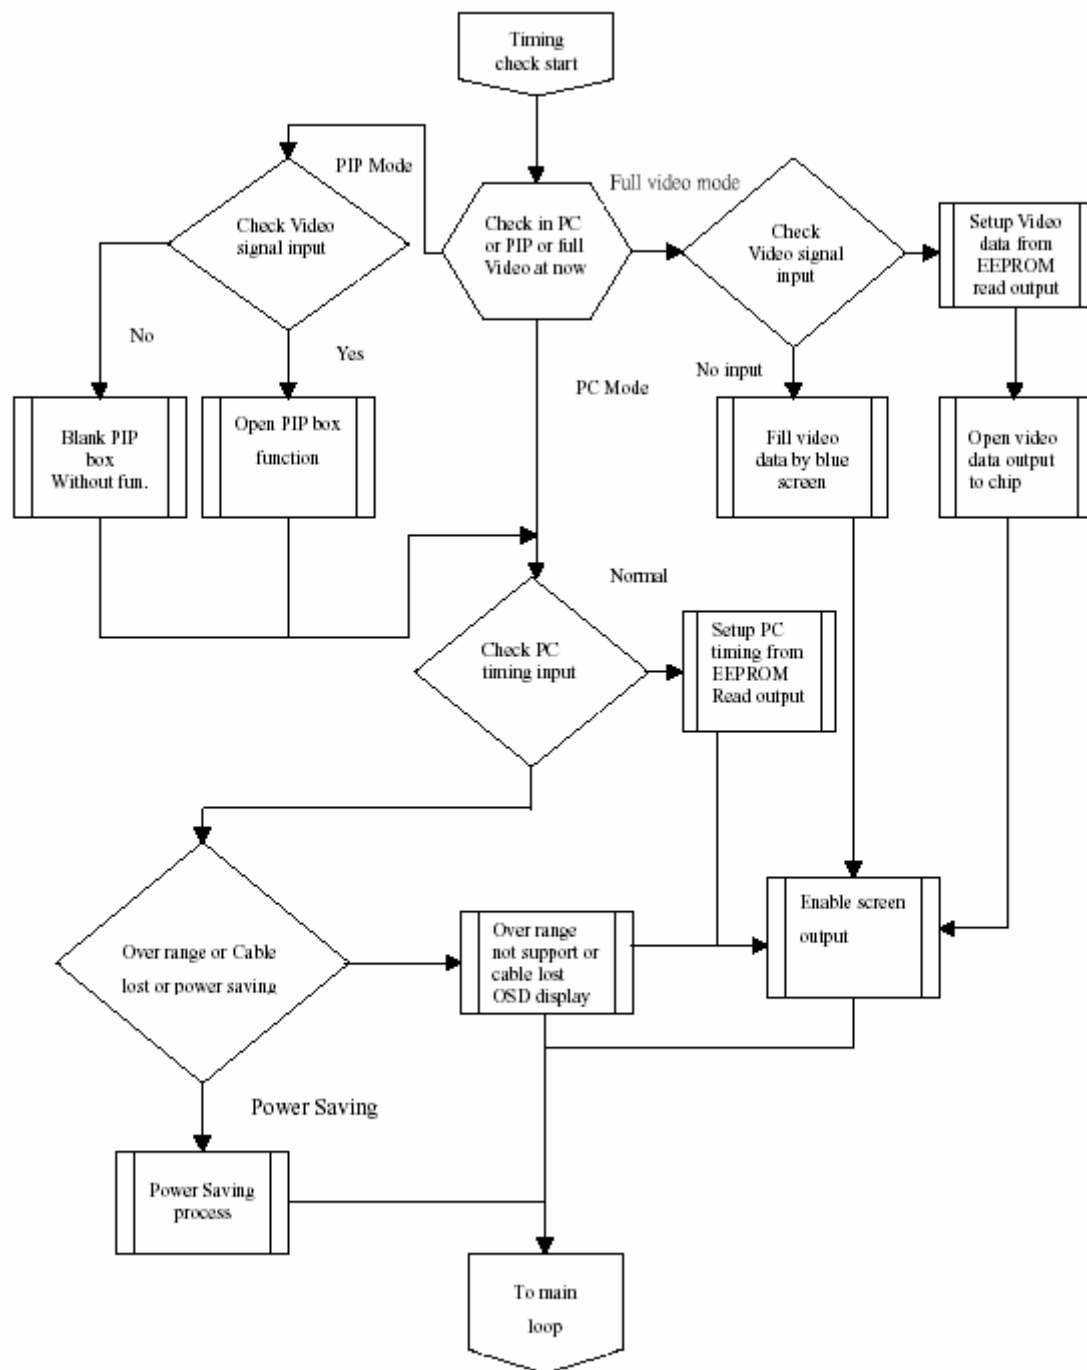 Timing
check start
PIP Mode
Full video mode
Check Video
signal input
Check in PC
or PIP or full
Video at now
Check
Video signal
input
Setup Video
data from
EEPROM
read output
No
Yes
PC Mode
No input
Blank PIP
box
Without fun.
Open PIP box
function
Fill video
data by blue
screen
Open video
data output
to chip
Normal
Check PC
timing input
Setup PC
timing from
EEPROM
Read output
Over range or Cable
lost or power saving
Over range
not support or
cable lost
OSD display
Enable screen
output
Power Saving
Power Saving
process
To main
loop